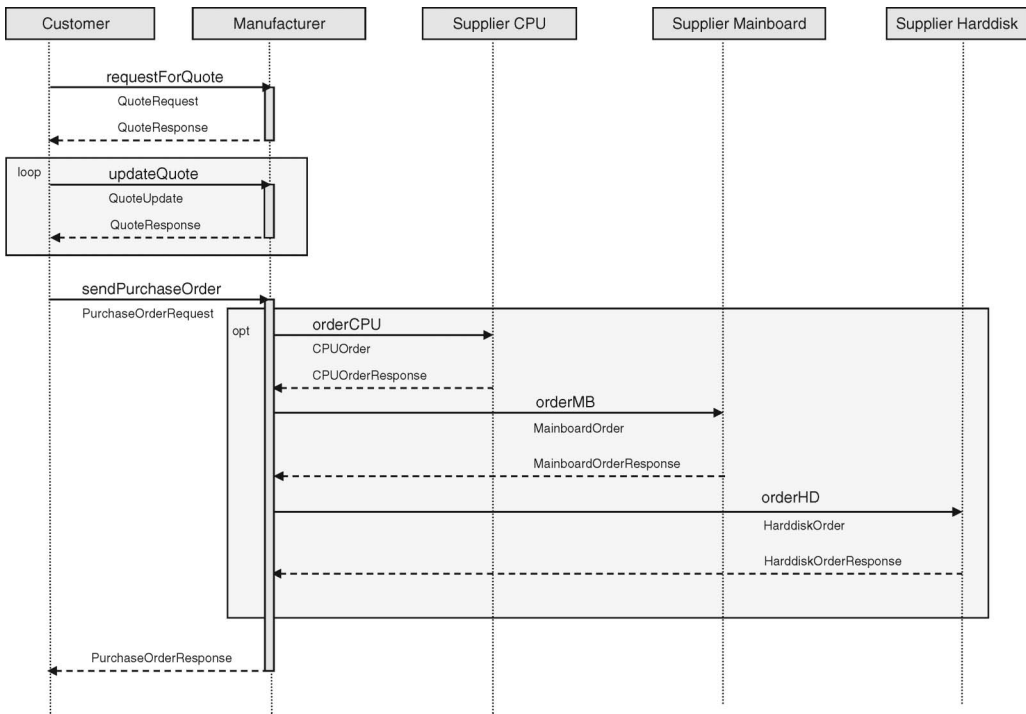 Customer
Manufacturer
Supplier CPU
Supplier Mainboard
Supplier Harddisk
requestForQuote
QuoteRequest
QuoteResponse
loop
updateQuote
QuoteUpdate
QuoteResponse
sendPurchaseOrder
PurchaseOrderRequest
opt
orderCPU
CPUOrder
CPUOrderResponse
orderMB
MainboardOrder
MainboardOrderResponse
orderHD
HarddiskOrder
HarddiskOrderResponse
PurchaseOrderResponse